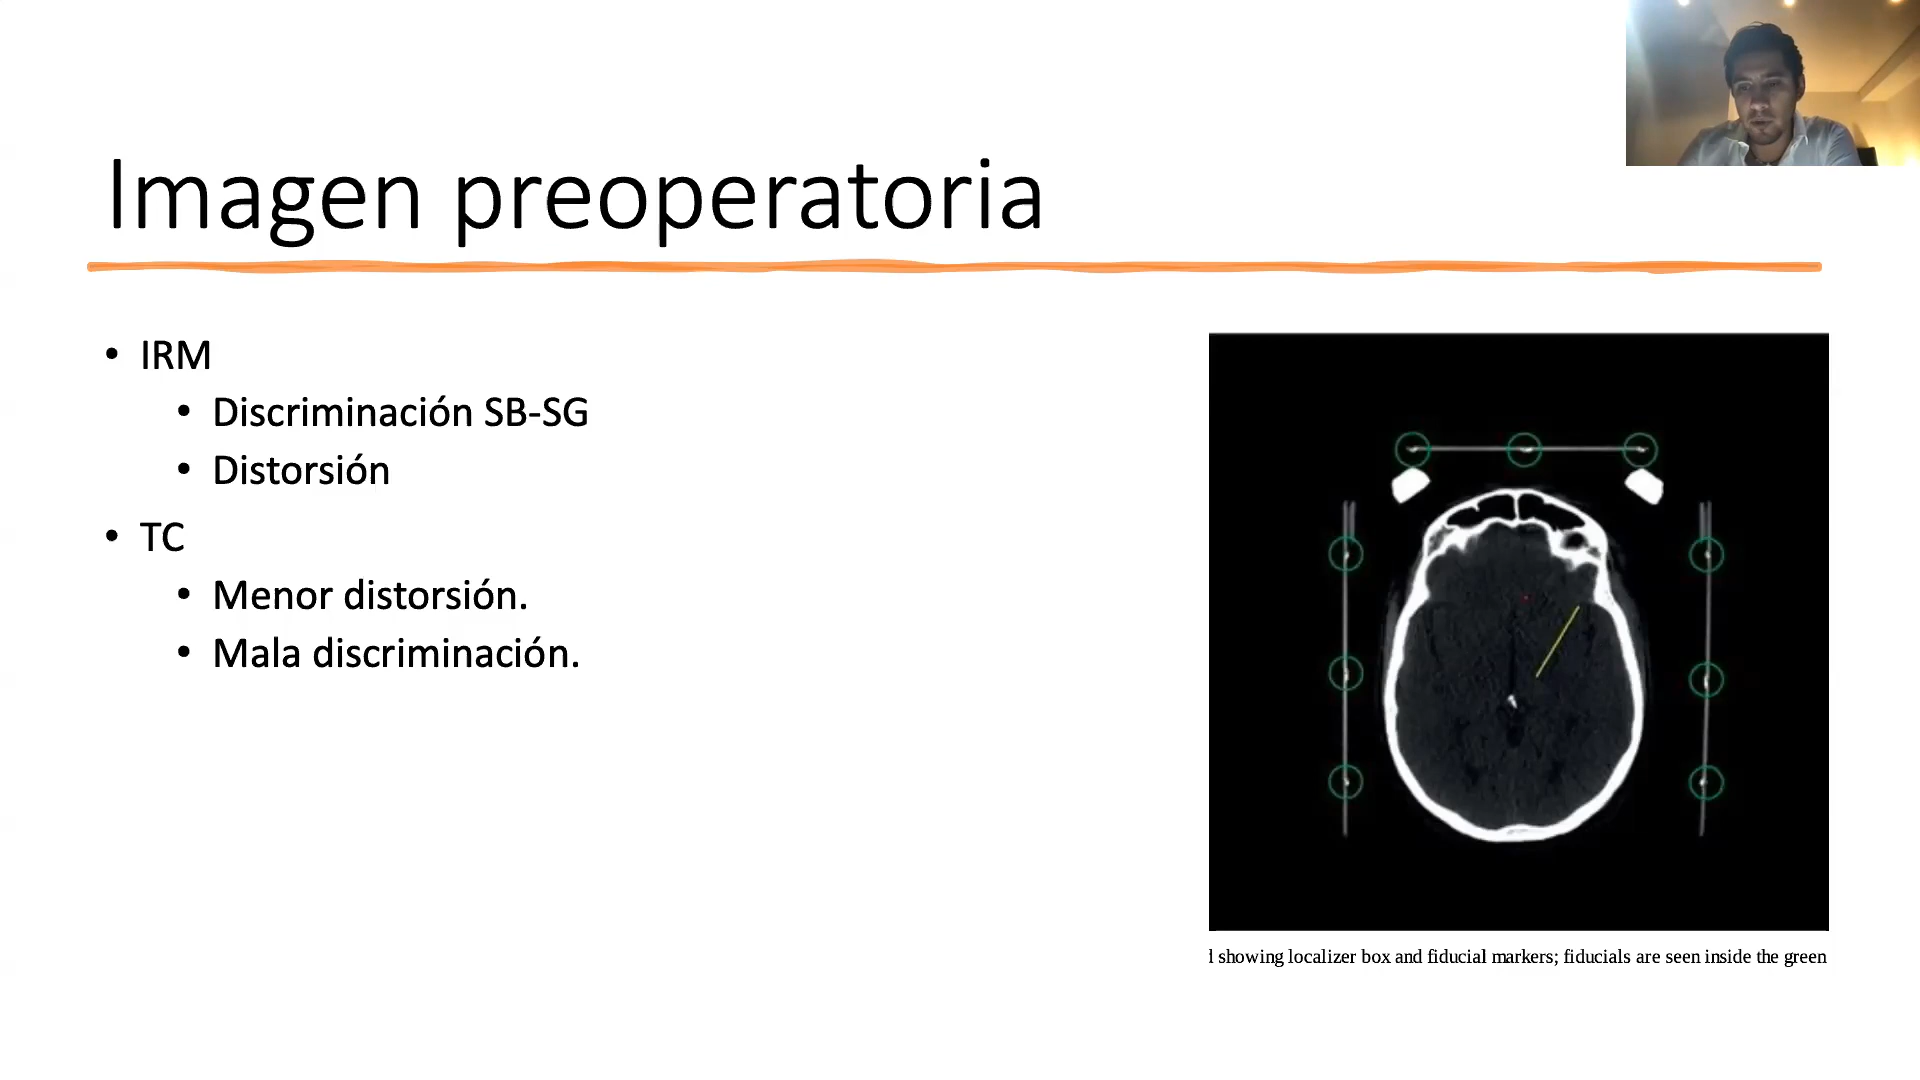 Imagen preoperatoria
• IRM
• Discriminación SB-SG
• Distorsión
• TC
• Menor distorsión.
• Mala discriminación.
showing localizer box and fiducial markers; fiducials are seen inside the green